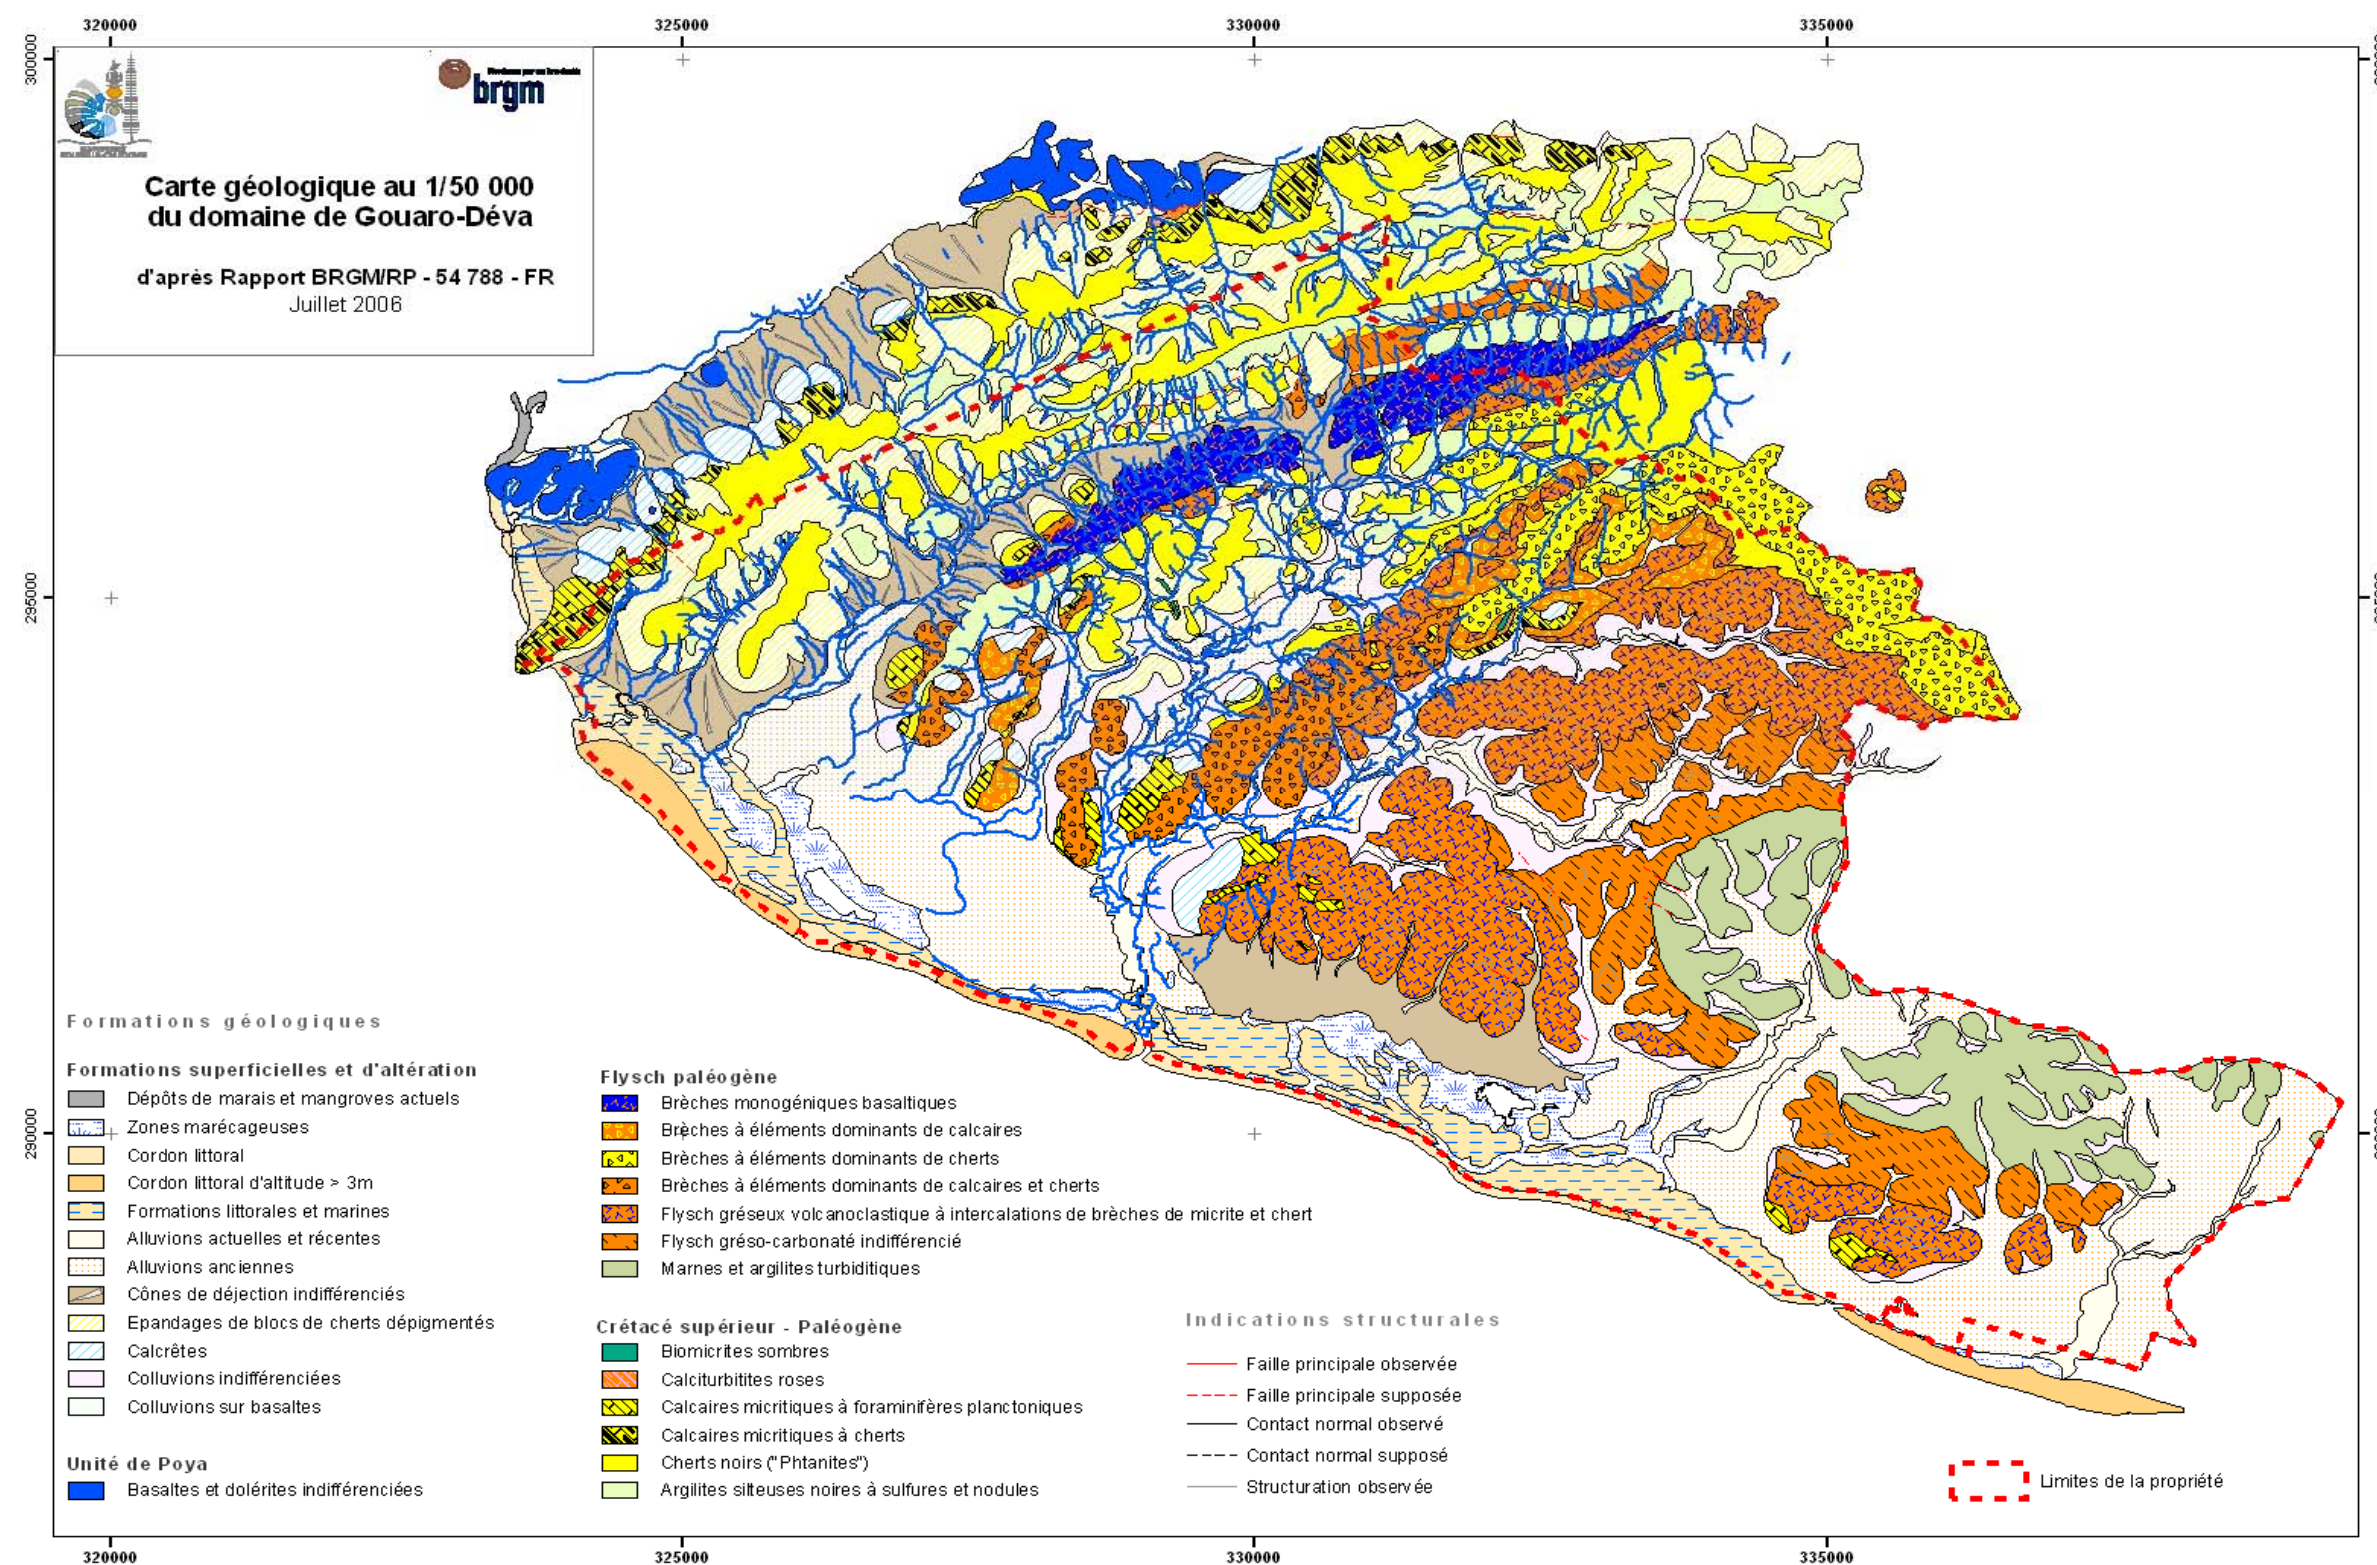 320000 325000 330000 335000
300000
brgm
Carte géologique au 1/50 000
du domaine de Gouaro-Déva
d'après Rapport BRGM/RP - 54 788 - FR
Juillet 2006
295000
290000
Formations géologiques
Formations superficielles et d'altération
Dépôts de marais et mangroves actuels
Zones marécageuses
Cordon littoral
Cordon littoral d'altitude > 3m
Formations littorales et marines
Alluvions actuelles et récentes
Alluvions anciennes
Cônes de déjection indifférenciés
Epandages de blocs de cherts dépigmentés
Calcrêtes
Colluvions indifférenciées
Colluvions sur basaltes
Unité de Poya
Basaltes et dolérites indifférenciées
Flysch paléogène
Brèches monogéniques basaltiques
Brèches à éléments dominants de calcaires
Brèches à éléments dominants de cherts
Brèches à éléments dominants de calcaires et cherts
Flysch gréseux volcanoclastique à intercalations de brèches de micrite et chert
Flysch gréso-carbonaté indifférencié
Marnes et argilites turbiditiques
Crétacé supérieur - Paléogène
Biomicrites sombres
Calciturbitites roses
Calcaires micritiques à foraminifères planctoniques
Calcaires micritiques à cherts
Cherts noirs ("Phtanites")
Argilites silteuses noires à sulfures et nodules
Indications structurales
Faille principale observée
Faille principale supposée
Contact normal observé
Contact normal supposé
Structuration observée
Limites de la propriété
320000 325000 330000 335000